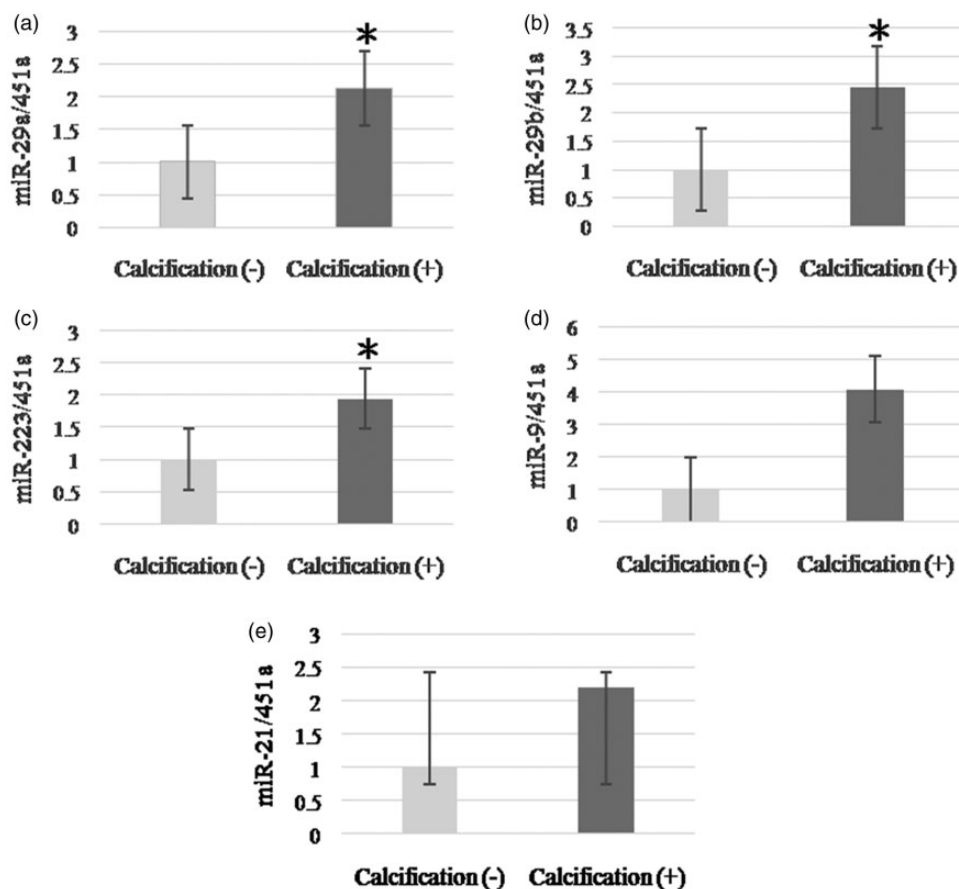 (a)
miR-29a/451a
3
2.5
2
1.5
1
0.5
0
*
Calcification (-) Calcification (+)
(b)
miR-29b/451a
3.5
3
2.5
2
1.5
1
0.5
0
*
Calcification (-) Calcification (+)
(c)
miR-223/451a
3
2.5
2
1.5
1
0.5
0
*
Calcification (-) Calcification (+)
(d)
miR-9/451a
6
5
4
3
2
1
0
Calcification (-) Calcification (+)
(e)
miR-21/451a
3
2.5
2
1.5
1
0.5
0
Calcification (-) Calcification (+)